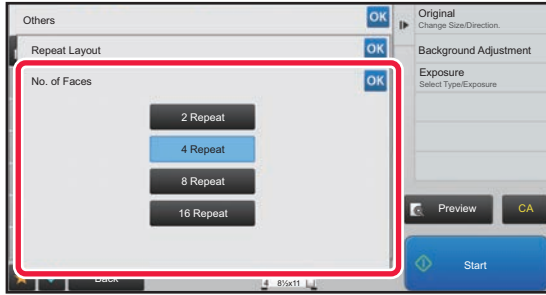 Others
OK
Repeat Layout
OK
No. of Faces
OK
2 Repeat
4 Repeat
8 Repeat
16 Repeat
Back
4 8½x11
Original
Change Size/Direction.
Background Adjustment
Exposure
Select Type/Exposure
Preview
CA
Start